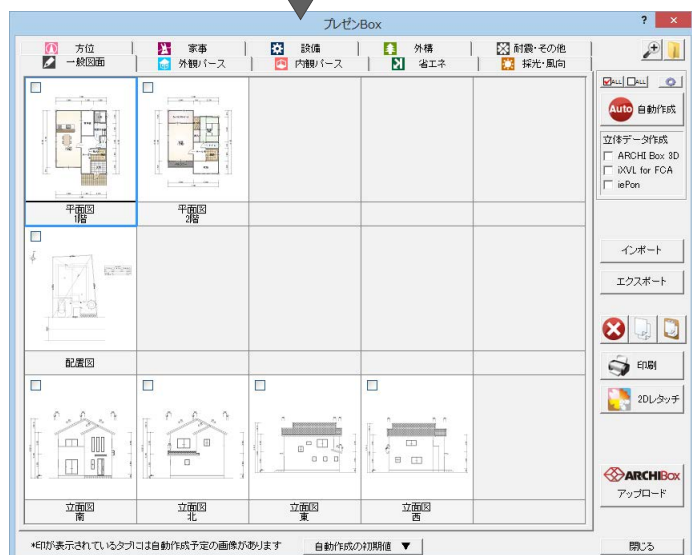 プレゼンBox
?
×
方位
家事
設備
外構
耐震・その他
一般図面
外観パース
内観パース
省エネ
採光・風向
ALL
ALL
Auto 自動作成
立体データ作成
ARCHI Box 3D
iXVL for FCA
iePon
平面図
1階
平面図
2階
インポート
エクスポート
配置図
印刷
2Dレタッチ
立面図
南
立面図
北
立面図
東
立面図
西
ARCHIBox
アップロード
*印が表示されているタブには自動作成予定の画像があります
自動作成の初期値 ▼
閉じる